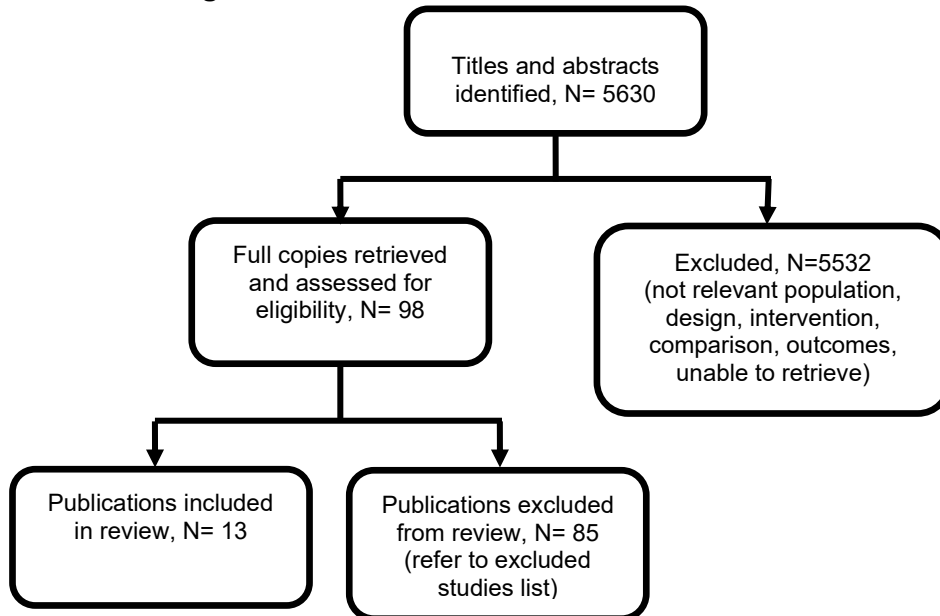 Titles and abstracts
identified, N= 5630
Full copies retrieved
and assessed for
eligibility, N= 98
Excluded, N=5532
(not relevant population,
design, intervention,
comparison, outcomes,
unable to retrieve)
Publications included
in review, N= 13
Publications excluded
from review, N= 85
(refer to excluded
studies list)